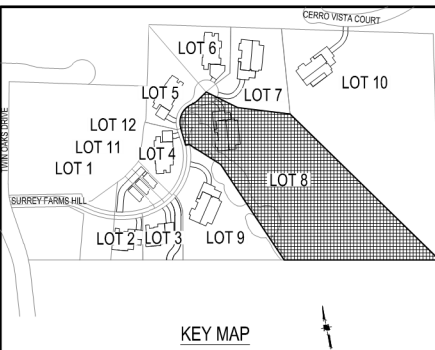 CERRO VISTA COURT
LOT 6
LOT 10
LOT 5
LOT 7
TWIN OAKS DRIVE
LOT 12
LOT 11
LOT 4
LOT 1
LOT 8
SURREY FARMS HILL
LOT 2
LOT 3
LOT 9
KEY MAP